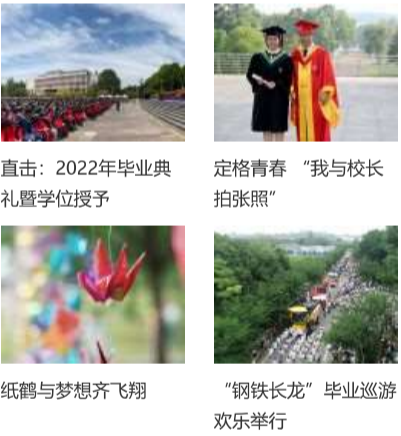 直击：2022年毕业典
礼暨学位授予
定格青春 “我与校长
拍张照”
纸鹤与梦想齐飞翔
“钢铁长龙”毕业巡游
欢乐举行